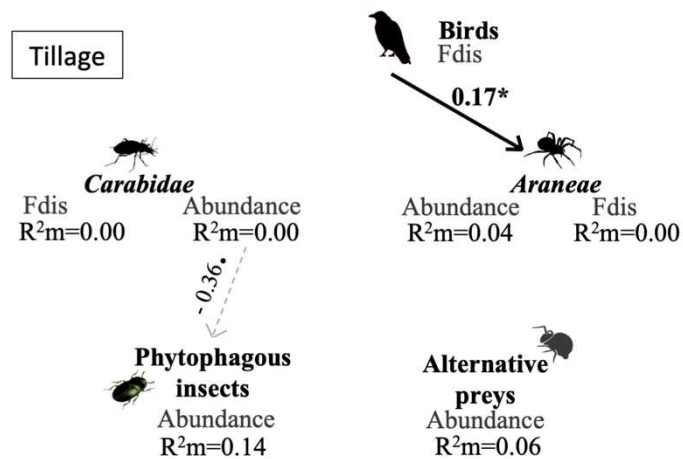 Tillage
Birds
Fdis
0.17*
Carabidae
Fdis Abundance
R²m=0.00 R²m=0.00
Araneae
Abundance Fdis
R²m=0.04 R²m=0.00
- 0.36•
Phytophagous
insects
Abundance
R²m=0.14
Alternative
preys
Abundance
R²m=0.06